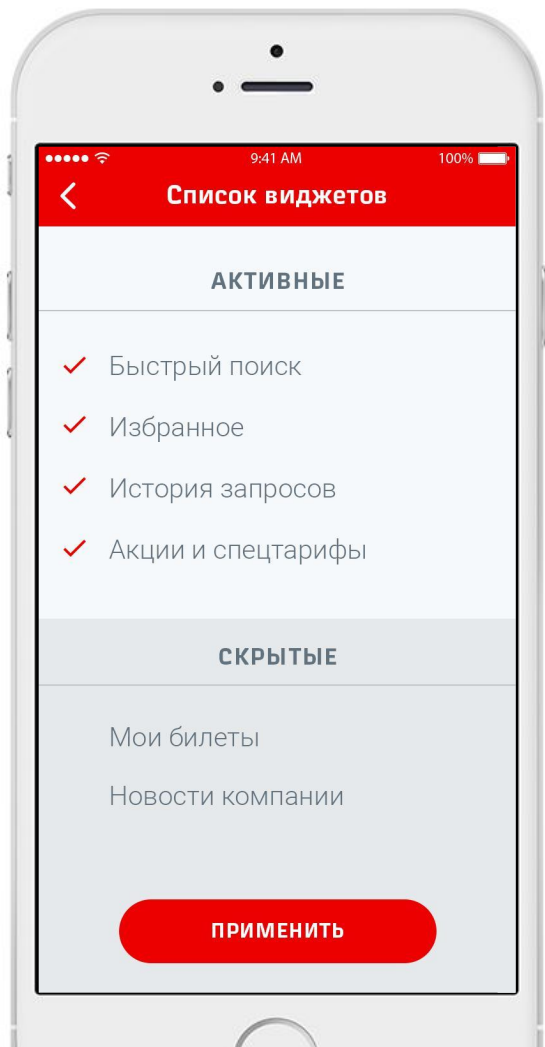 9:41 AM 100%
Список виджетов
АКТИВНЫЕ
Быстрый поиск
Избранное
История запросов
Акции и спецтарифы
СКРЫТЫЕ
Мои билеты
Новости компании
ПРИМЕНИТЬ